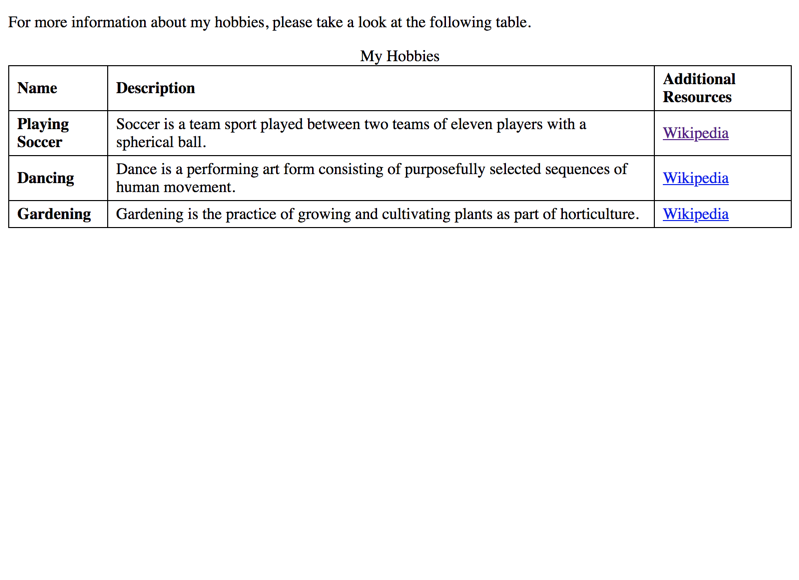 For more information about my hobbies, please take a look at the following table.
My Hobbies
Name
Description
Additional
Resources
Playing
Soccer
Soccer is a team sport played between two teams of eleven players with a
spherical ball.
Wikipedia
Dancing
Dance is a performing art form consisting of purposefully selected sequences of
human movement.
Wikipedia
Gardening
Gardening is the practice of growing and cultivating plants as part of horticulture.
Wikipedia